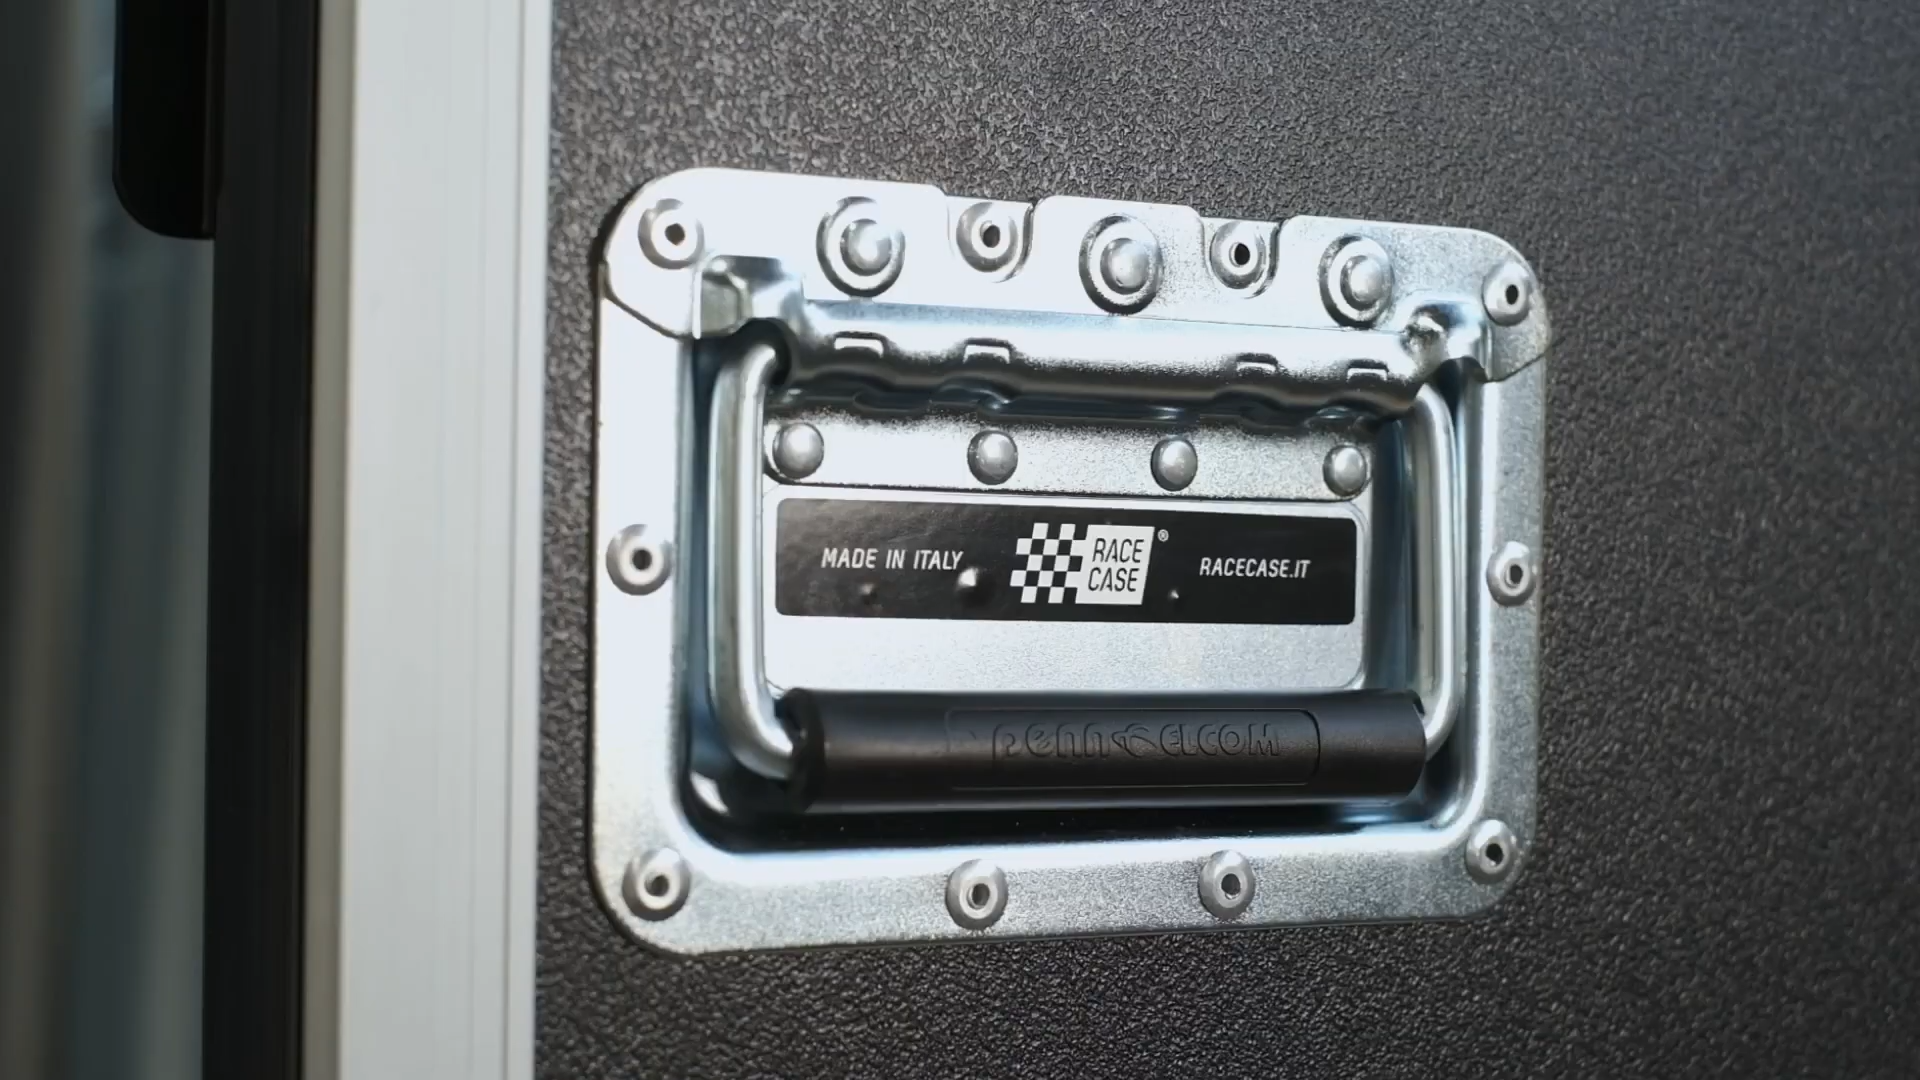 MADE IN ITALY
RACE
CASE
®
RACECASE.IT
penn ELCOM